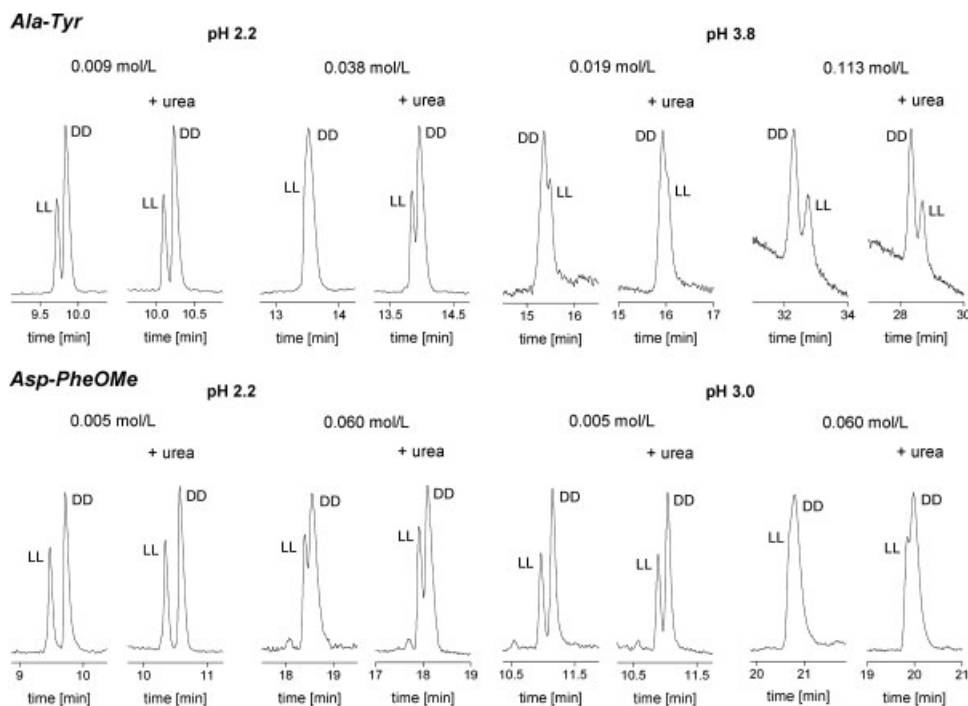 Ala-Tyr
pH 2.2 pH 3.8
0.009 mol/L 0.038 mol/L 0.019 mol/L 0.113 mol/L
+ urea + urea + urea + urea
DD DD DD DD DD DD DD DD
LL LL LL LL LL LL LL LL
9.5 10.0 10.0 10.5 13 14 13.5 14.5 15 16 15 16 17 32 34 28 30
time [min] time [min] time [min] time [min] time [min] time [min] time [min] time [min]
Asp-PheOMe
pH 2.2 pH 3.0
0.005 mol/L 0.060 mol/L 0.005 mol/L 0.060 mol/L
+ urea + urea + urea + urea
DD DD DD DD DD DD DD DD
LL LL LL LL LL LL LL LL
9 10 10 11 18 19 17 18 19 10.5 11.5 10.5 11.5 20 21 19 20 21
time [min] time [min] time [min] time [min] time [min] time [min] time [min] time [min]